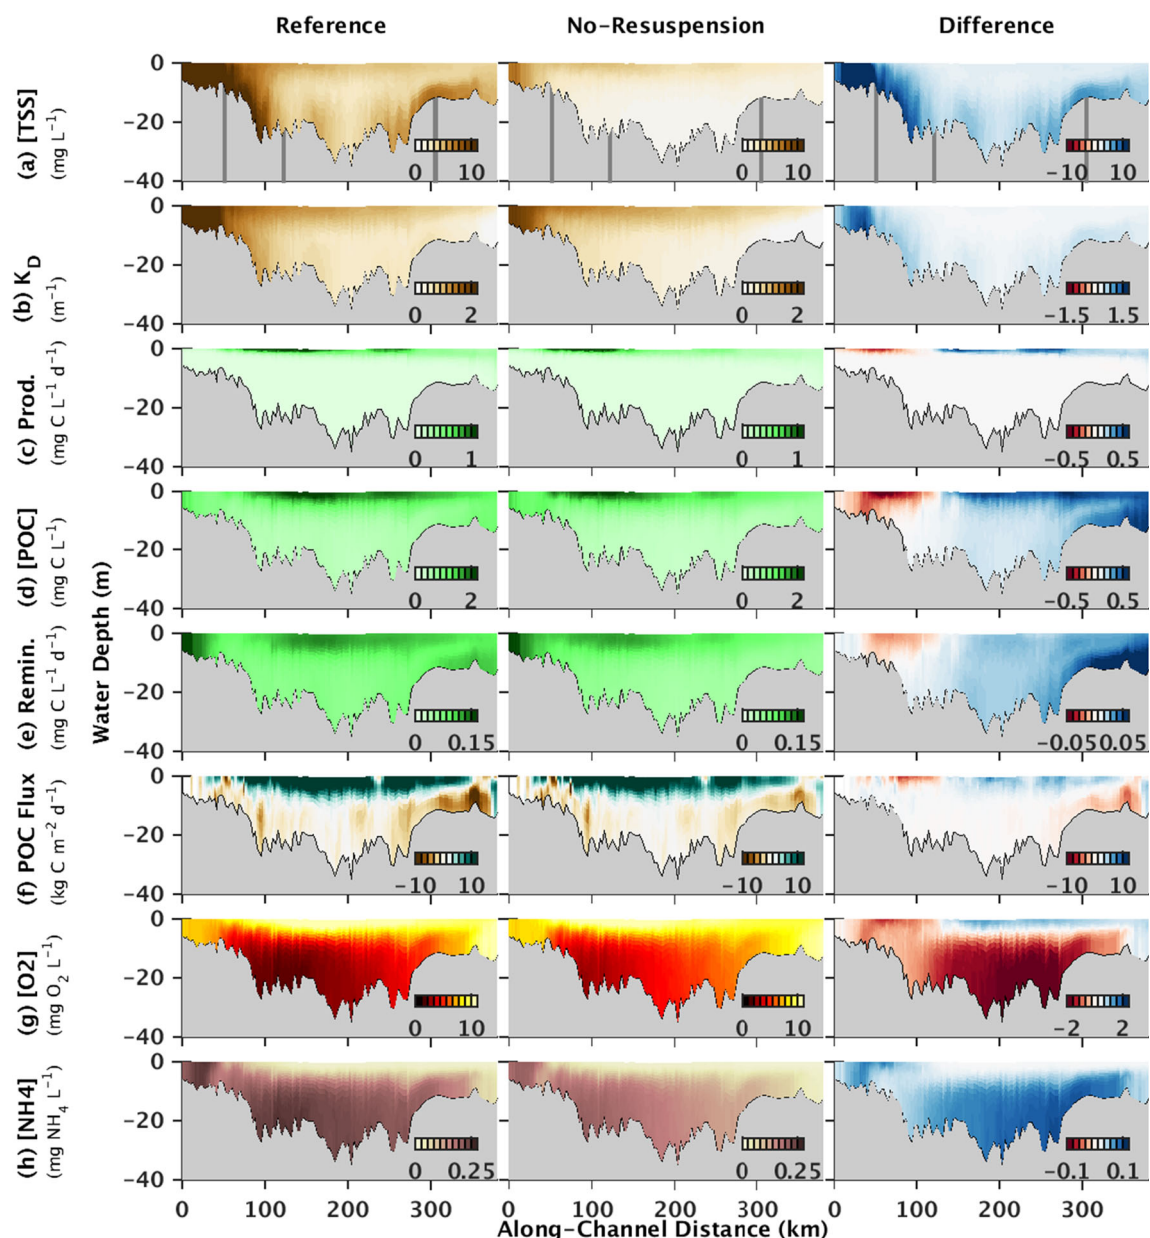 Reference No-Resuspension Difference
(a) [TSS]
(mg L−1)
0
−20
−40
0 10
0 10
−10 10
(b) KD
(m−1)
0
−20
−40
0 2
0 2
−1.5 1.5
(c) Prod.
(mg C L−1 d−1)
0
−20
−40
0 1
0 1
−0.5 0.5
(d) [POC]
(mg C L−1)
0
−20
−40
0 2
0 2
−0.5 0.5
Water Depth (m)
(e) Remin.
(mg C L−1 d−1)
0
−20
−40
0 0.15
0 0.15
−0.05 0.05
(f) POC Flux
(kg C m−2 d−1)
0
−20
−40
−10 10
−10 10
−10 10
(g) [O2]
(mg O2 L−1)
0
−20
−40
0 10
0 10
−2 2
(h) [NH4]
(mg NH4 L−1)
0
−20
−40
0 0.25
0 0.25
−0.1 0.1
0 100 200 300 0 100 200 300 0 100 200 300
Along-Channel Distance (km)